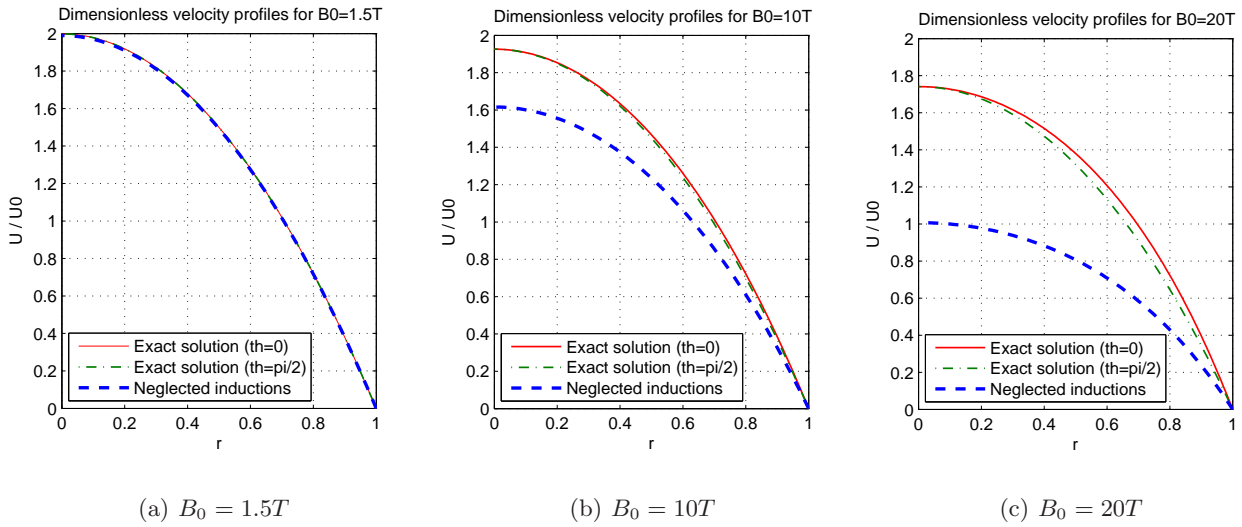 Dimensionless velocity profiles for B0=1.5T
2
1.8
1.6
1.4
1.2
1
0.8
0.6
0.4
0.2
0
U / U0
Exact solution (th=0)
Exact solution (th=pi/2)
Neglected inductions
0 0.2 0.4 0.6 0.8 1
r
(a) B0 = 1.5T
Dimensionless velocity profiles for B0=10T
2
1.8
1.6
1.4
1.2
1
0.8
0.6
0.4
0.2
0
U / U0
Exact solution (th=0)
Exact solution (th=pi/2)
Neglected inductions
0 0.2 0.4 0.6 0.8 1
r
(b) B0 = 10T
Dimensionless velocity profiles for B0=20T
2
1.8
1.6
1.4
1.2
1
0.8
0.6
0.4
0.2
0
U / U0
Exact solution (th=0)
Exact solution (th=pi/2)
Neglected inductions
0 0.2 0.4 0.6 0.8 1
r
(c) B0 = 20T